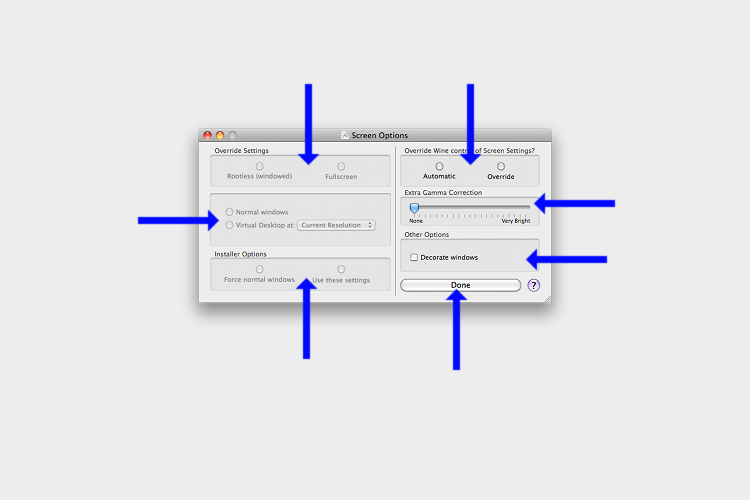 Screen Options
Override Settings
Rootless (windowed) Fullscreen
Normal windows
Virtual Desktop at: Current Resolution
Installer Options
Force normal windows Use these settings
Override Wine of Screen Settings?
Automatic Override
Extra Gamma Correction
None Very Bright
Other Options
Decorate windows
Done ?